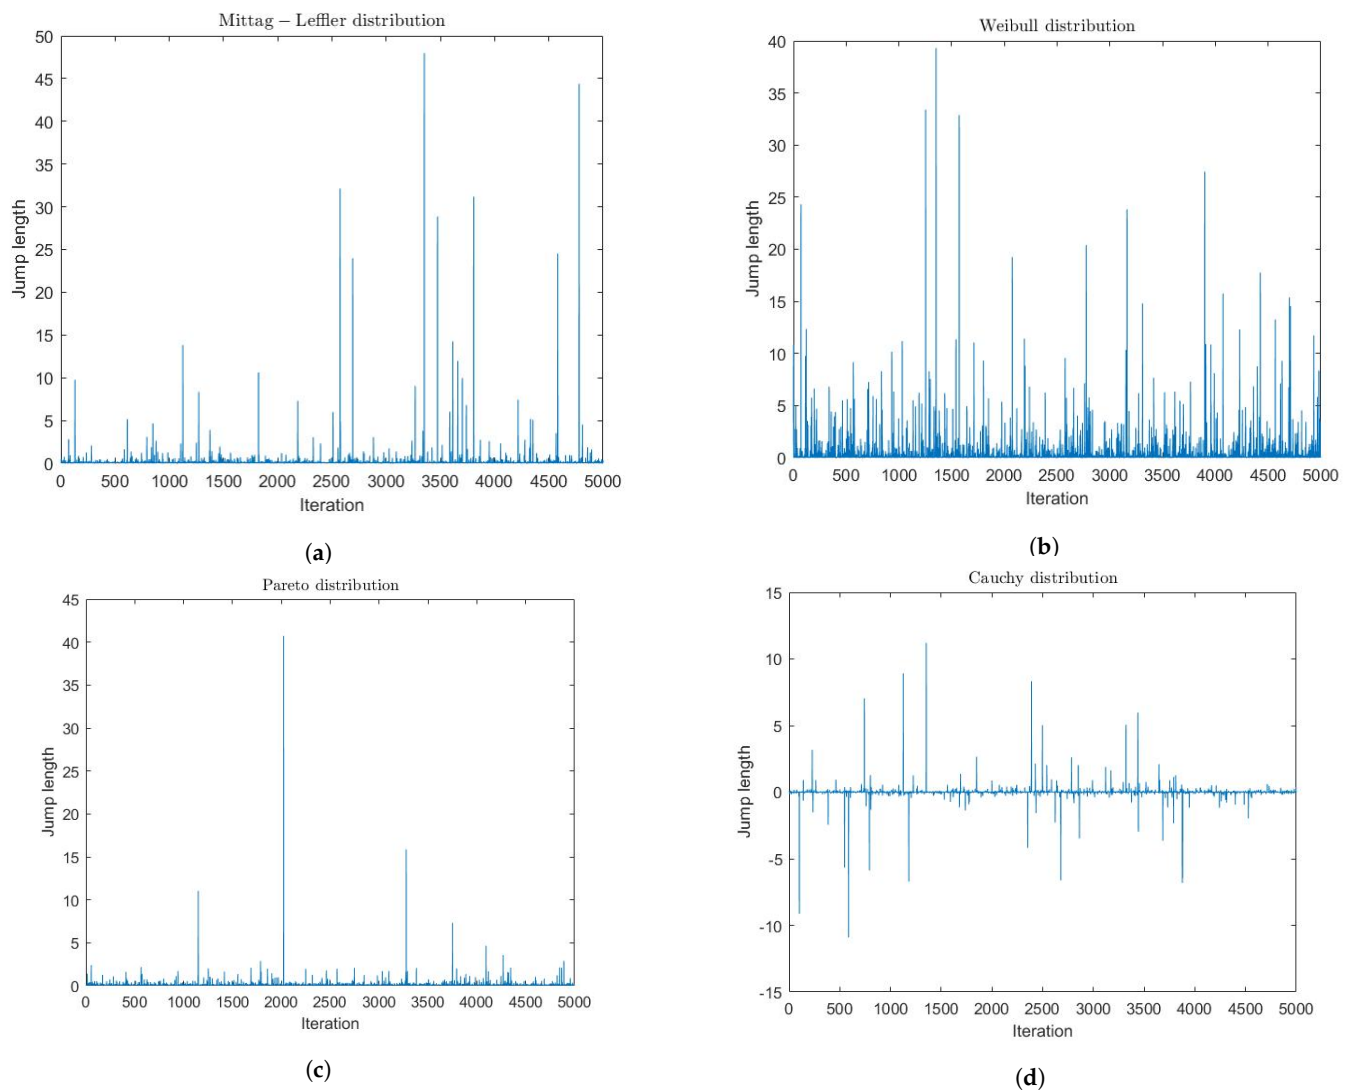 Mittag – Leffler distribution
50
45
40
35
30
25
20
15
10
5
0
Jump length
0 500 1000 1500 2000 2500 3000 3500 4000 4500 5000
Iteration
(a)
Weibull distribution
40
35
30
25
20
15
10
5
0
Jump length
0 500 1000 1500 2000 2500 3000 3500 4000 4500 5000
Iteration
(b)
Pareto distribution
45
40
35
30
25
20
15
10
5
0
Jump length
0 500 1000 1500 2000 2500 3000 3500 4000 4500 5000
Iteration
(c)
Cauchy distribution
15
10
5
0
-5
-10
-15
Jump length
0 500 1000 1500 2000 2500 3000 3500 4000 4500 5000
Iteration
(d)